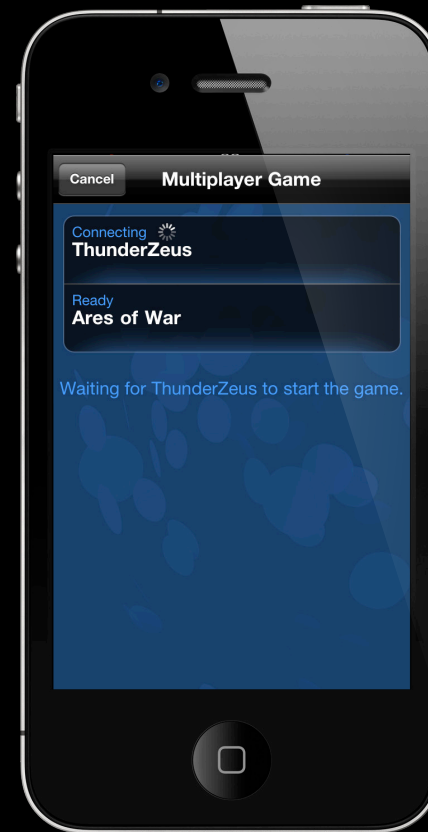 Cancel
Multiplayer Game
Connecting
ThunderZeus
Ready
Ares of War
Waiting for ThunderZeus to start the game.